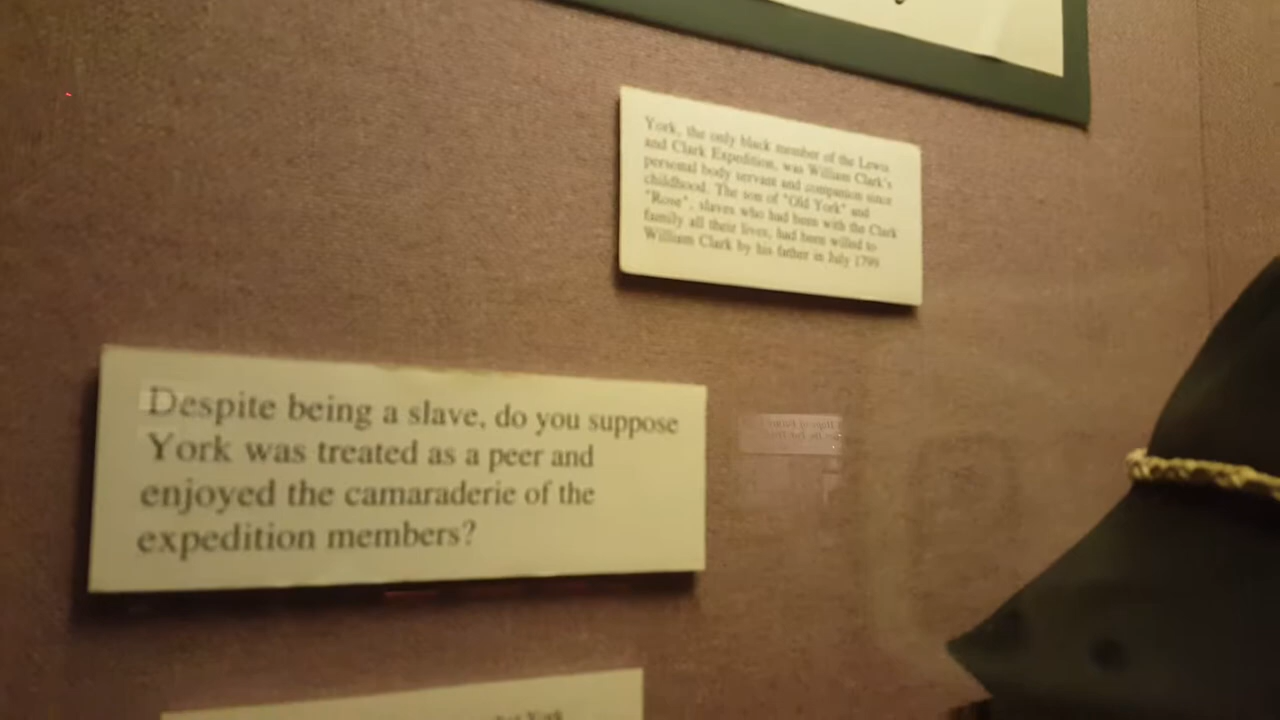 York, the only black member of the Lewis
and Clark Expedition, was William Clark's
personal body servant and companion since
childhood. The son of "Old York" and
"Rose", slaves who had been with the Clark
family all their lives, had been willed to
William Clark by his father in July 1799
Despite being a slave, do you suppose
York was treated as a peer and
enjoyed the camaraderie of the
expedition members?
York